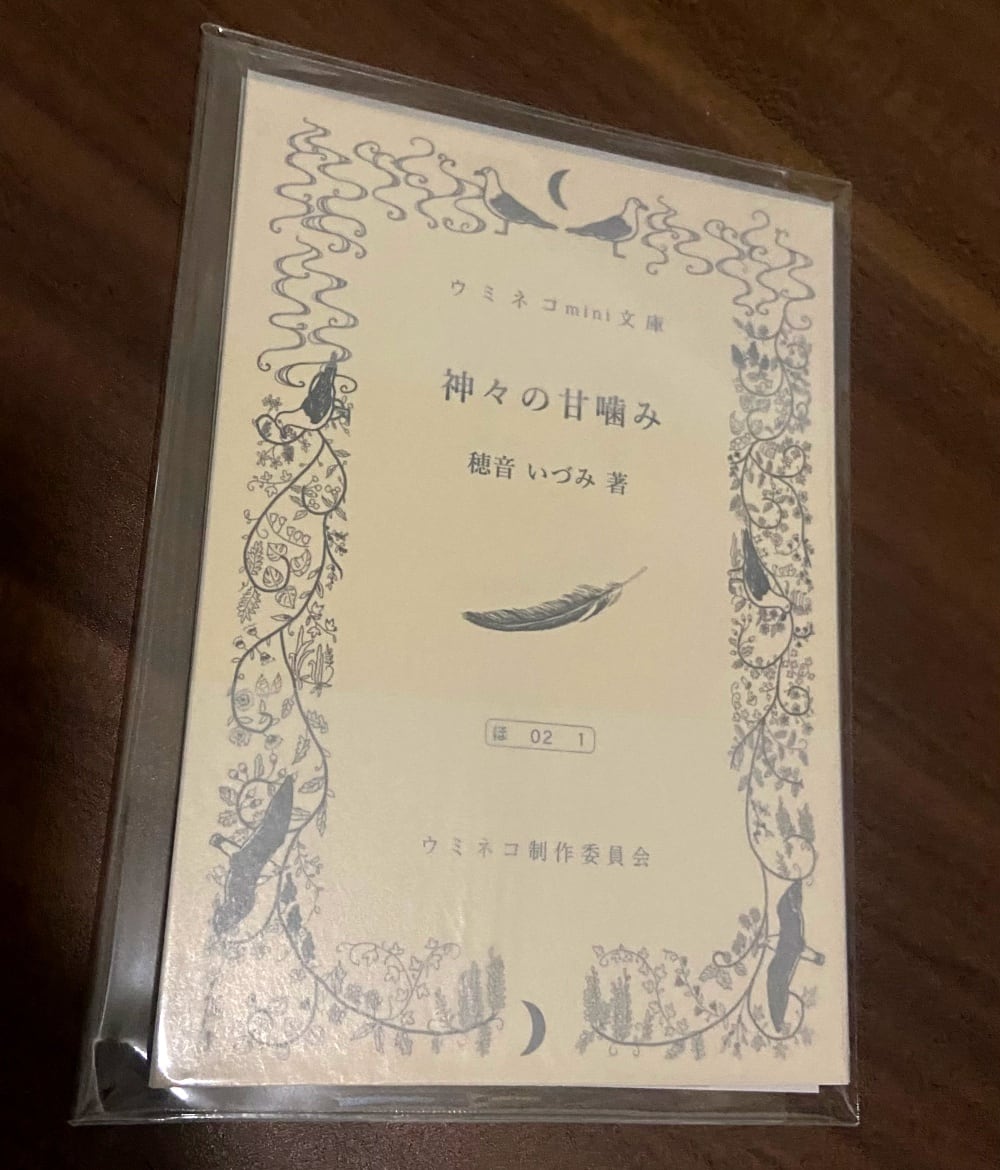 ウミネコmini文庫
神々の甘噛み
穂音 いづみ 著
ほ 02 1
ウミネコ制作委員会